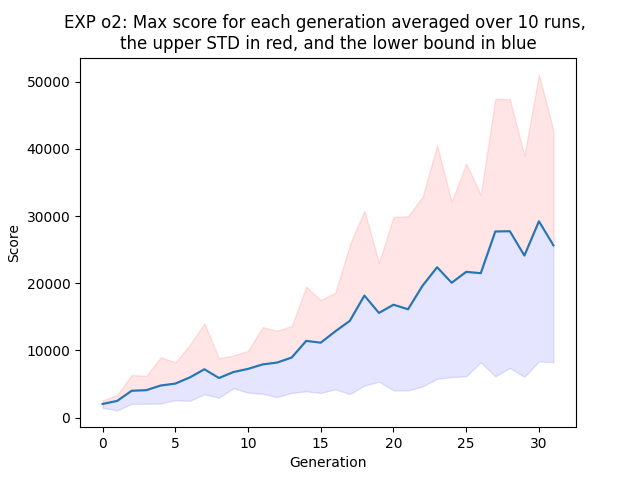 EXP o2: Max score for each generation averaged over 10 runs,
the upper STD in red, and the lower bound in blue
50000
40000
30000
20000
10000
0
Score
0 5 10 15 20 25 30
Generation